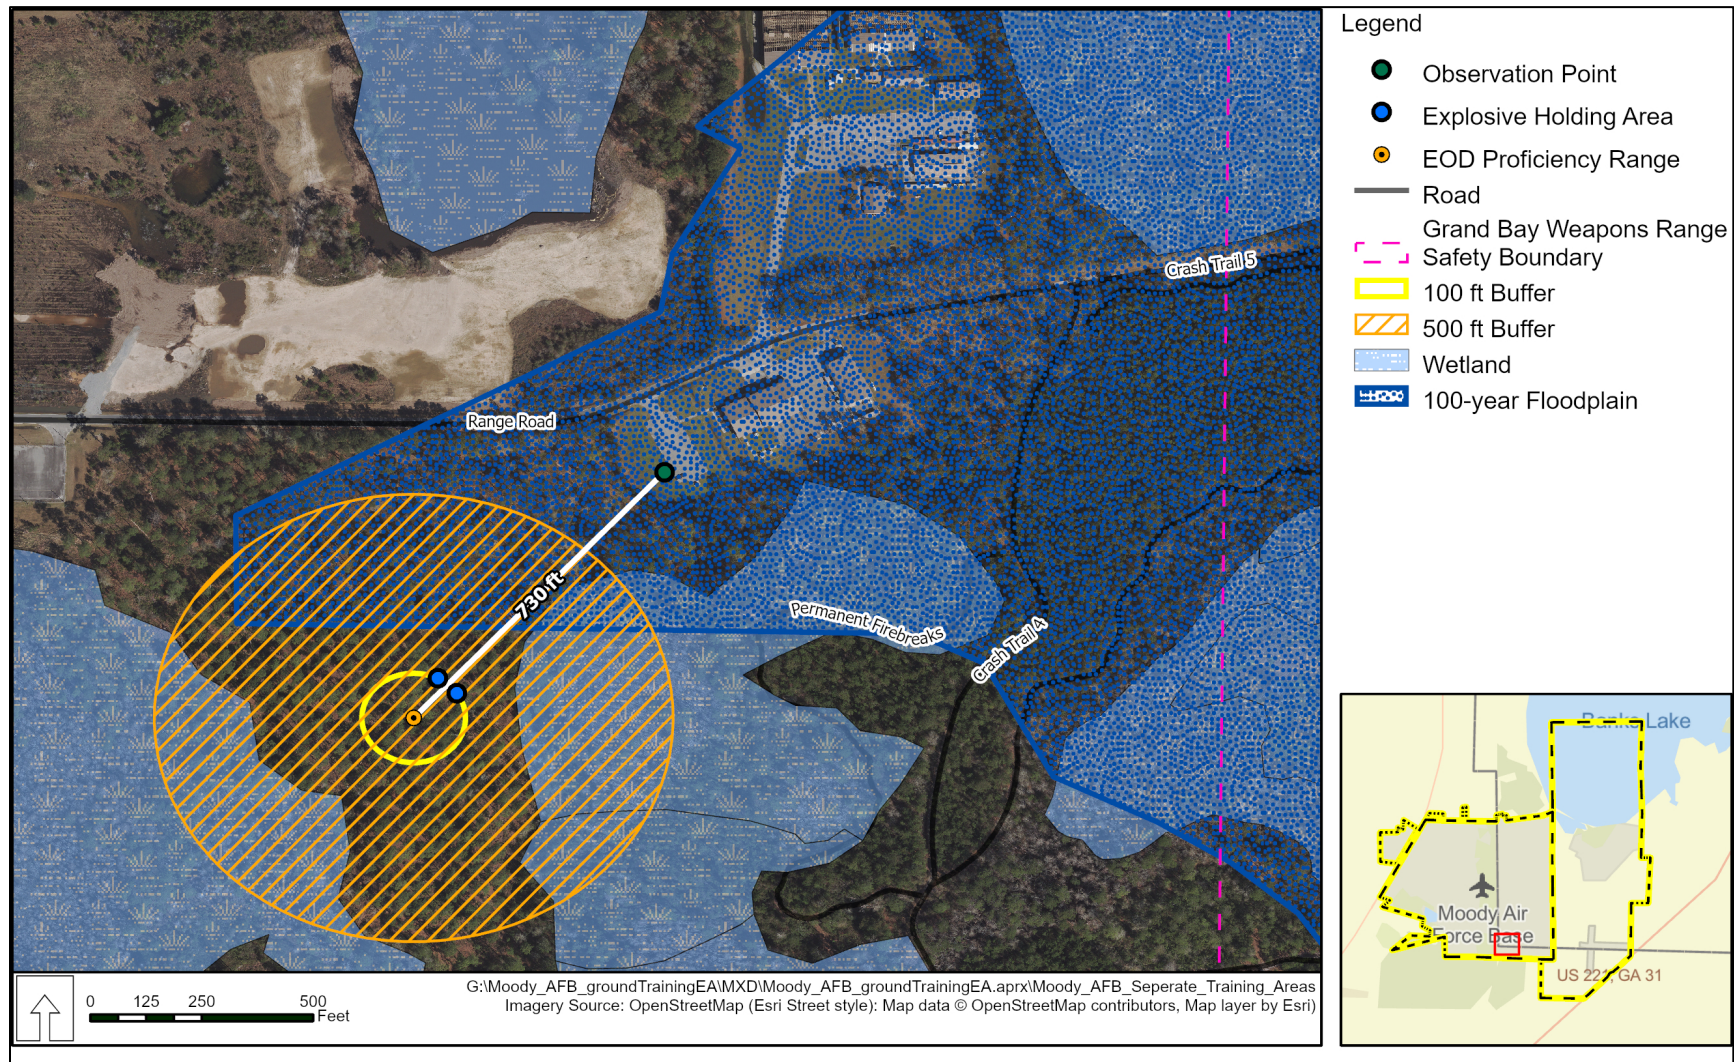 Crash Trail 5
Range Road
730 ft
Permanent Firebreaks
Crash Trail 4
Legend
Observation Point
Explosive Holding Area
EOD Proficiency Range
Road
Grand Bay Weapons Range
Safety Boundary
100 ft Buffer
500 ft Buffer
Wetland
100-year Floodplain
Banks Lake
Moody Air
Force Base
US 221, GA 31
0 125 250 500
Feet
G:\Moody_AFB_groundTrainingEA\MXD\Moody_AFB_groundTrainingEA.aprx\Moody_AFB_Seperate_Training_Areas
Imagery Source: OpenStreetMap (Esri Street style): Map data © OpenStreetMap contributors, Map layer by Esri)